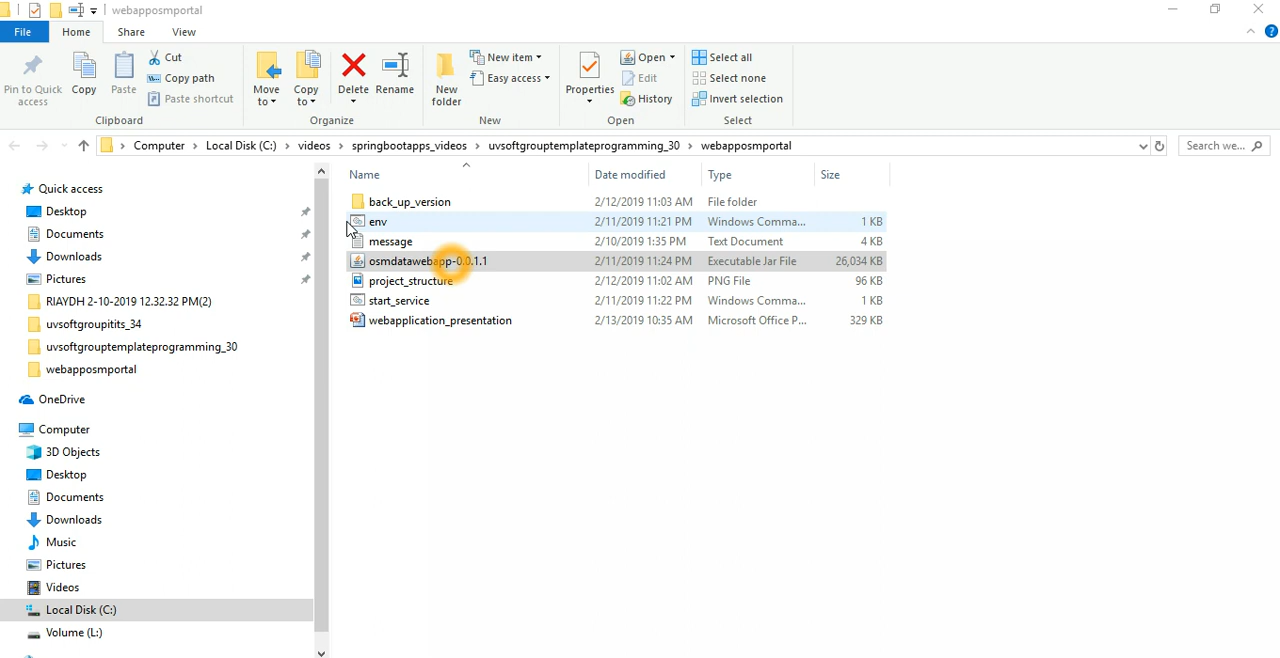 webapposmportal
File Home Share View
Pin to Quick access
Copy
Paste
Cut
Copy path
Paste shortcut
Clipboard
Move to
Copy to
Delete
Rename
Organize
New folder
New item
Easy access
New
Properties
Open
Edit
History
Open
Select all
Select none
Invert selection
Select
Computer Local Disk (C:) videos springbootapps_videos uvsoftgrouptemplateprogramming_30 webapposmportal
Search we...
Quick access
Desktop
Documents
Downloads
Pictures
RIAYDH 2-10-2019 12.32.32 PM(2)
uvsoftgroupitits_34
uvsoftgrouptemplateprogramming_30
webapposmportal
OneDrive
Computer
3D Objects
Desktop
Documents
Downloads
Music
Pictures
Videos
Local Disk (C:)
Volume (L:)
Name Date modified Type Size
back_up_version 2/12/2019 11:03 AM File folder
env 2/11/2019 11:21 PM Windows Comma... 1 KB
message 2/10/2019 1:35 PM Text Document 4 KB
osmdatawebapp-0.0.1.1 2/11/2019 11:24 PM Executable Jar File 26,034 KB
project_structure 2/12/2019 11:02 AM PNG File 96 KB
start_service 2/11/2019 11:22 PM Windows Comma... 1 KB
webapplication_presentation 2/13/2019 10:35 AM Microsoft Office P... 329 KB